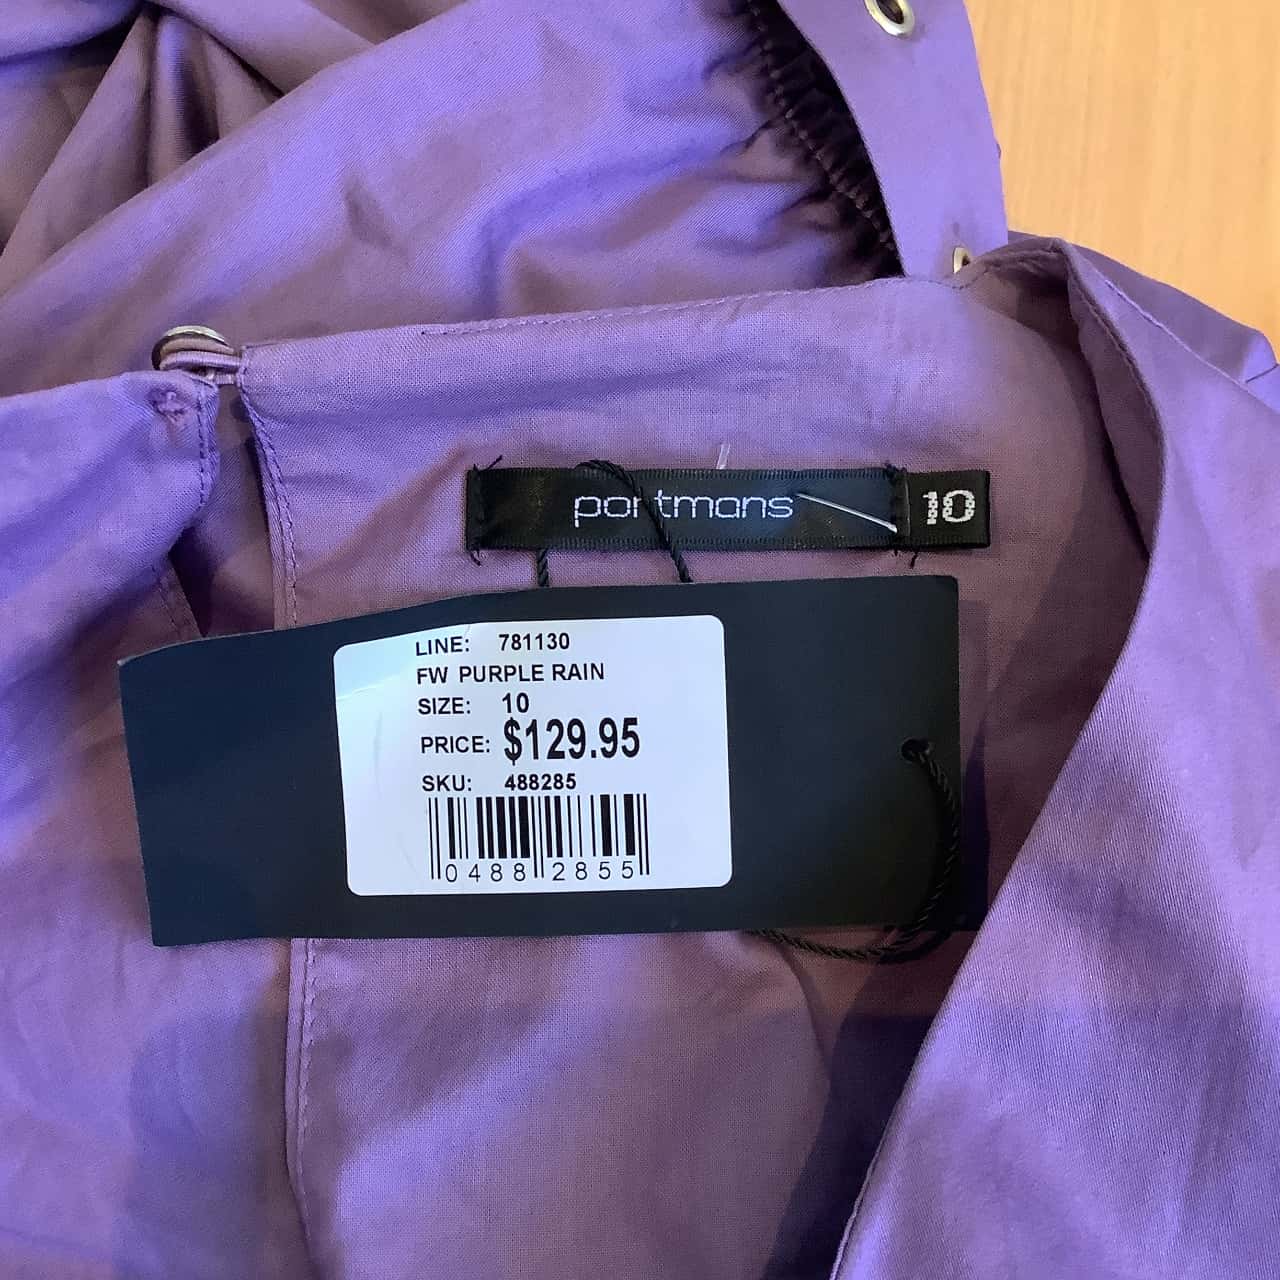 portmans
10
LINE: 781130
FW PURPLE RAIN
SIZE: 10
PRICE: $129.95
SKU: 488285
0488 2855